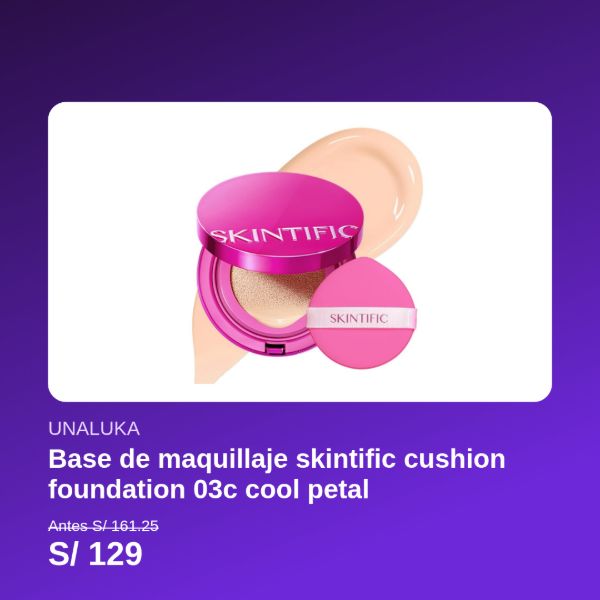 SKINTIFIC
SKINTIFIC
UNALUKA
Base de maquillaje skintific cushion
foundation 03c cool petal
Antes S/ 161.25
S/ 129